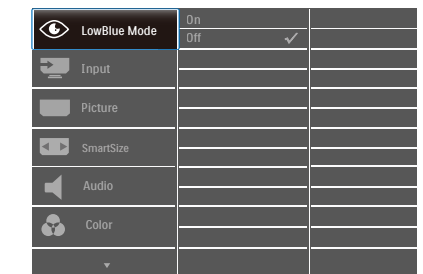 LowBlue Mode
On
Off
Input
Picture
SmartSize
Audio
Color